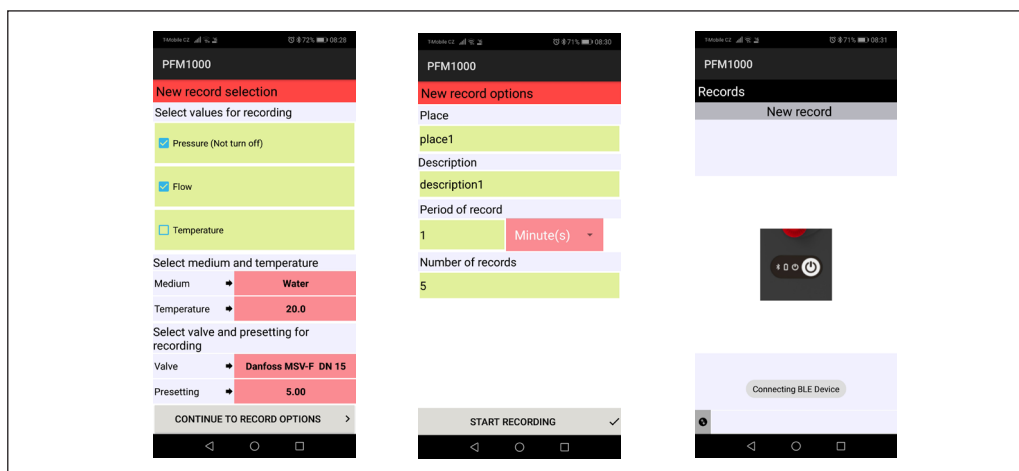 T-Mobile CZ
72% 08:28
PFM1000
New record selection
Select values for recording
Pressure (Not turn off)
Flow
Temperature
Select medium and temperature
Medium
Water
Temperature
20.0
Select valve and presetting for
recording
Valve
Danfoss MSV-F DN 15
Presetting
5.00
CONTINUE TO RECORD OPTIONS
T-Mobile CZ
71% 08:30
PFM1000
New record options
Place
place1
Description
description1
Period of record
1
Minute(s)
Number of records
5
START RECORDING
T-Mobile CZ
71% 08:31
PFM1000
Records
New record
Connecting BLE Device